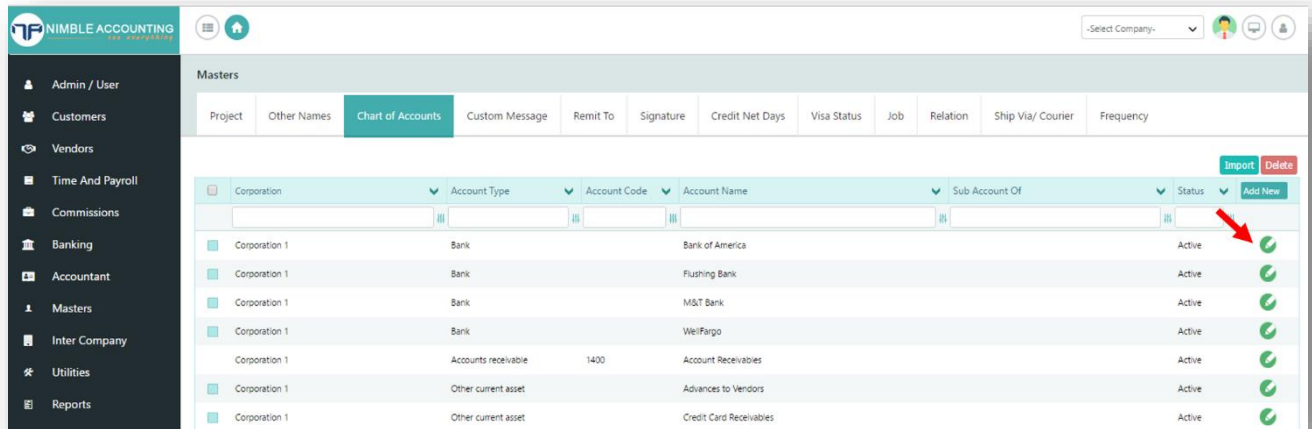 NIMBLE ACCOUNTING
see everything
-Select Company-
Admin / User
Customers
Vendors
Time And Payroll
Commissions
Banking
Accountant
Masters
Inter Company
Utilities
Reports
Masters
Project Other Names Chart of Accounts Custom Message Remit To Signature Credit Net Days Visa Status Job Relation Ship Via/ Courier Frequency
Import Delete
Corporation Account Type Account Code Account Name Sub Account Of Status Add New
Corporation 1 Bank Bank of America Active
Corporation 1 Bank Flushing Bank Active
Corporation 1 Bank M&T Bank Active
Corporation 1 Bank WellFargo Active
Corporation 1 Accounts receivable 1400 Account Receivables Active
Corporation 1 Other current asset Advances to Vendors Active
Corporation 1 Other current asset Credit Card Receivables Active